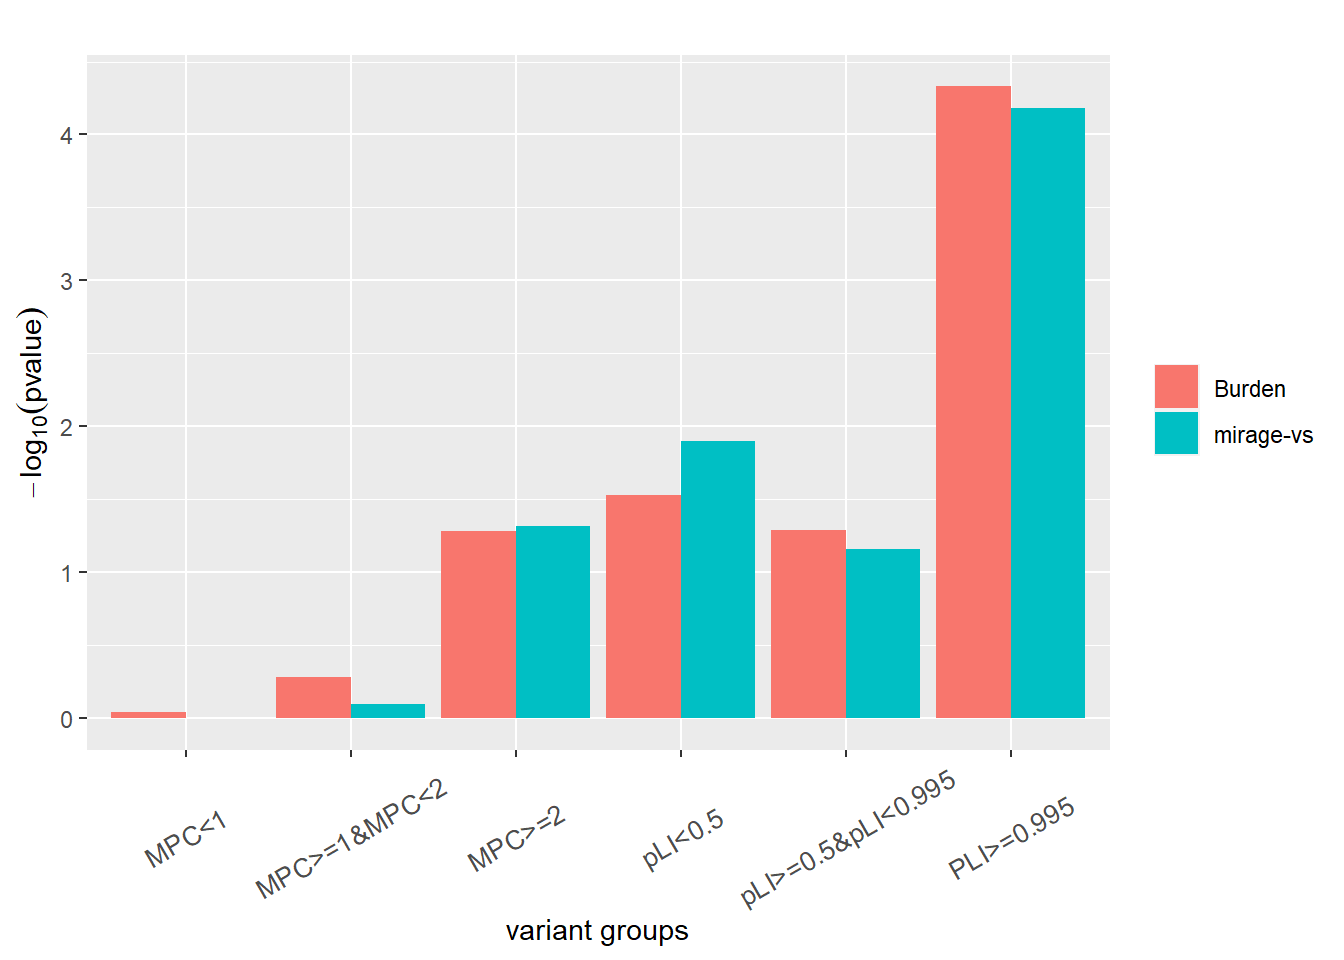 −log10(pvalue)
4
3
2
1
0
MPC<1
MPC>=1&MPC<2
MPC>=2
pLI<0.5
pLI>=0.5&pLI<0.995
PLI>=0.995
variant groups
Burden
mirage-vs